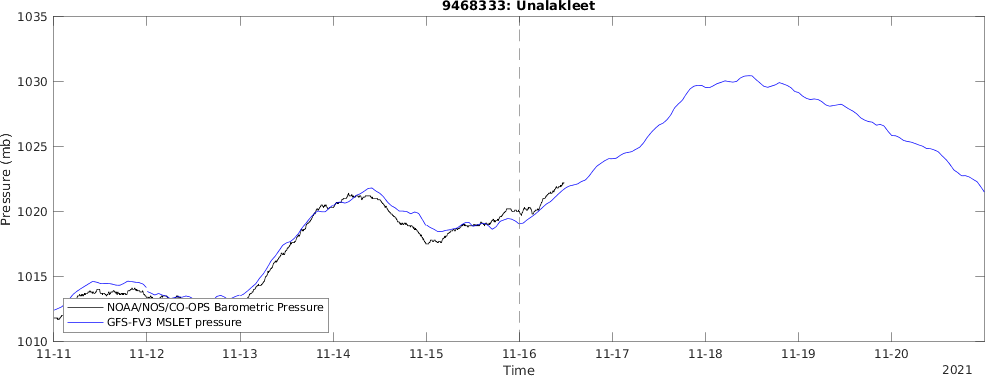 9468333: Unalakleet
1035
1030
1025
1020
1015
1010
Pressure (mb)
NOAA/NOS/CO-OPS Barometric Pressure
GFS-FV3 MSLET pressure
11-11 11-12 11-13 11-14 11-15 11-16 11-17 11-18 11-19 11-20
Time
2021